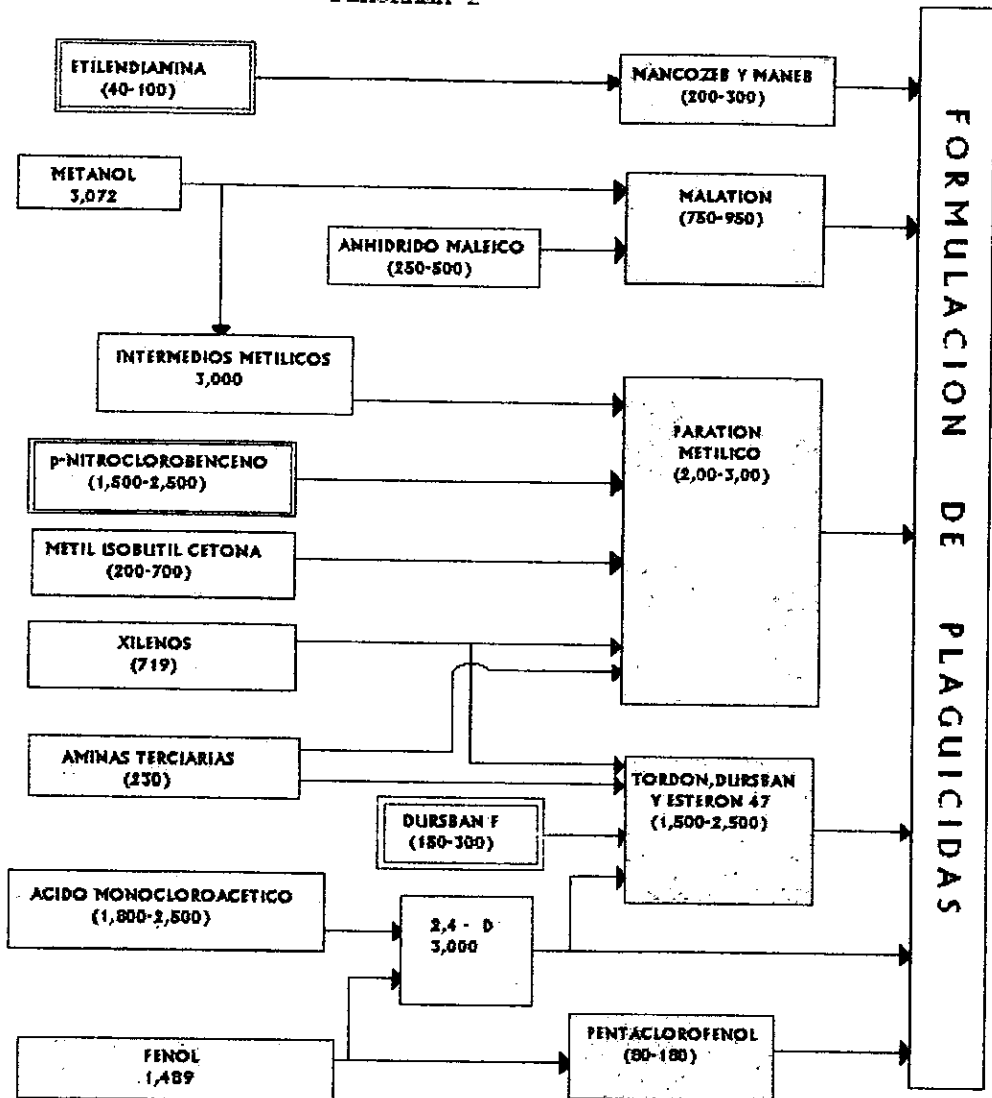 ETILENDIAMINA
(40-100)
MANCOZEB Y MANEB
(200-300)
METANOL
3,072
MALATION
(750-950)
ANHIDRIDO MALEICO
(250-500)
INTERMEDIOS METILICOS
3,000
PARATION
METILICO
(2,00-3,00)
p-NITROCLOROBENCENO
(1,500-2,500)
METIL ISOBUTIL CETONA
(200-700)
XILENOS
(719)
AMINAS TERCIARIAS
(230)
TORDON, DURSBAN
Y ESTERON 47
(1,500-2,500)
DURSBAN F
(150-300)
ACIDO MONOCLOROACETICO
(1,800-2,500)
2,4 - D
3,000
FENOL
1,489
PENTACLOROFENOL
(80-180)
FORMULACION DE PLAGUICIDAS